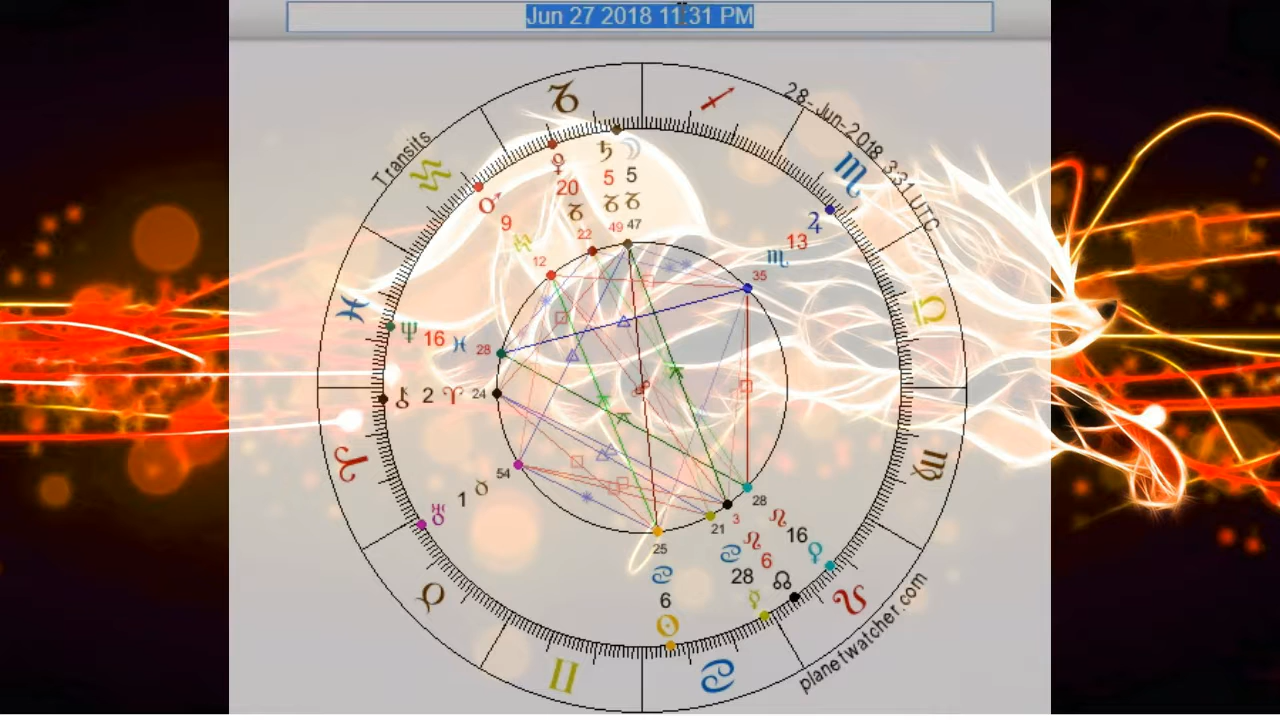 Jun 27 2018 11:31 PM
Transits
28-Jun-2018 3:31 UTC
♑
♐
♒
♏
♓
♎
♈
♍
♉
♌
♊
♋
♀ 20 ♑ 22
♄ 5 ♑ 49
☽ 5 ♑ 47
♂ 9 ♒ 12
♃ 13 ♏ 35
♆ 16 ♓ 28
⚷ 2 ♈ 24
♅ 1 ♉ 54
☉ 6 ♋ 25
☿ 28 ♋ 21
☊ 6 ♌ 3
♀ 16 ♌ 28
planetwatcher.com